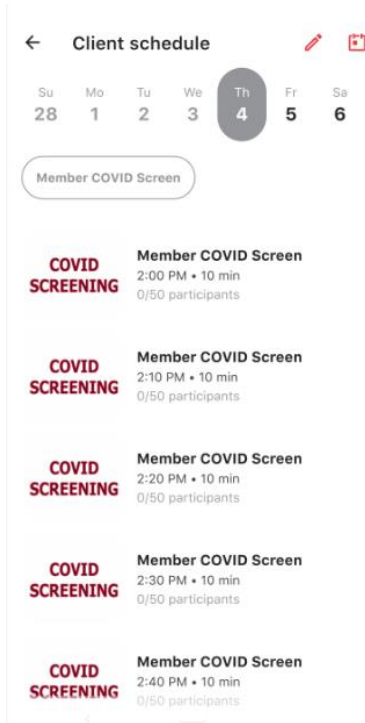 Client schedule
Su Mo Tu We Th Fr Sa
28 1 2 3 4 5 6
Member COVID Screen
COVID
SCREENING
Member COVID Screen
2:00 PM • 10 min
0/50 participants
COVID
SCREENING
Member COVID Screen
2:10 PM • 10 min
0/50 participants
COVID
SCREENING
Member COVID Screen
2:20 PM • 10 min
0/50 participants
COVID
SCREENING
Member COVID Screen
2:30 PM • 10 min
0/50 participants
COVID
SCREENING
Member COVID Screen
2:40 PM • 10 min
0/50 participants